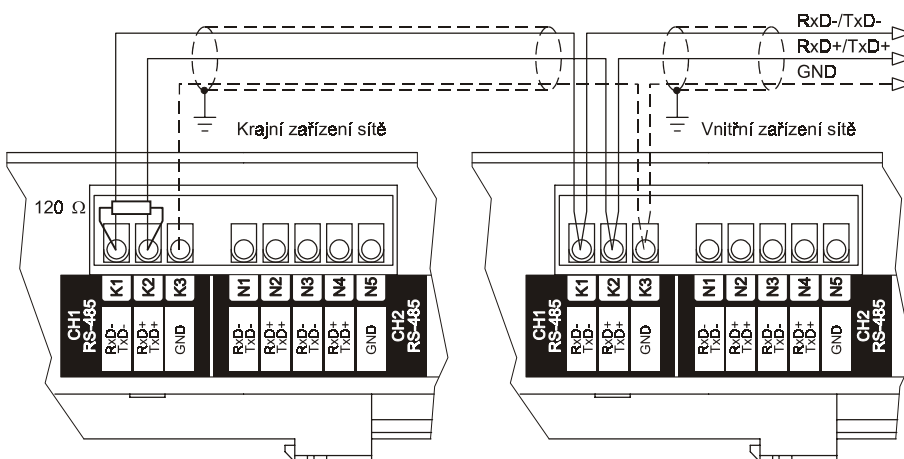 RxD-/TxD-
RxD+/TxD+
GND
Krajní zařízení sítě
Vnitřní zařízení sítě
120 Ω
CH1
RS-485
K1
K2
K3
N1
N2
N3
N4
N5
RxD-
TxD-
RxD+
TxD+
GND
RxD-
TxD-
RxD+
TxD+
RxD-
TxD-
RxD+
TxD+
GND
CH2
RS-485
CH1
RS-485
K1
K2
K3
N1
N2
N3
N4
N5
RxD-
TxD-
RxD+
TxD+
GND
RxD-
TxD-
RxD+
TxD+
RxD-
TxD-
RxD+
TxD+
GND
CH2
RS-485